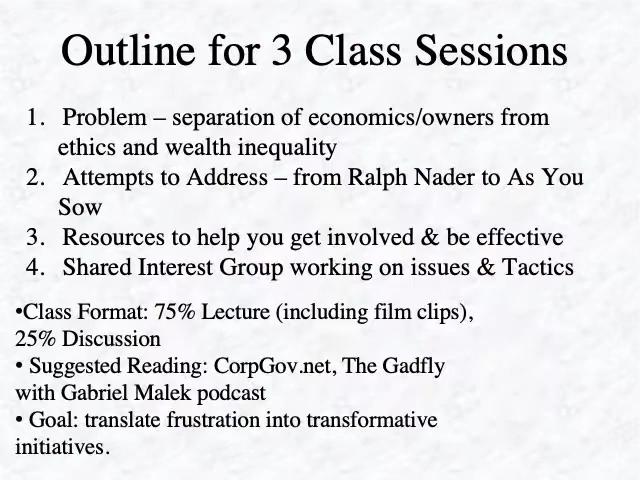 Outline for 3 Class Sessions
1. Problem – separation of economics/owners from
ethics and wealth inequality
2. Attempts to Address – from Ralph Nader to As You
Sow
3. Resources to help you get involved & be effective
4. Shared Interest Group working on issues & Tactics
•Class Format: 75% Lecture (including film clips),
25% Discussion
• Suggested Reading: CorpGov.net, The Gadfly
with Gabriel Malek podcast
• Goal: translate frustration into transformative
initiatives.